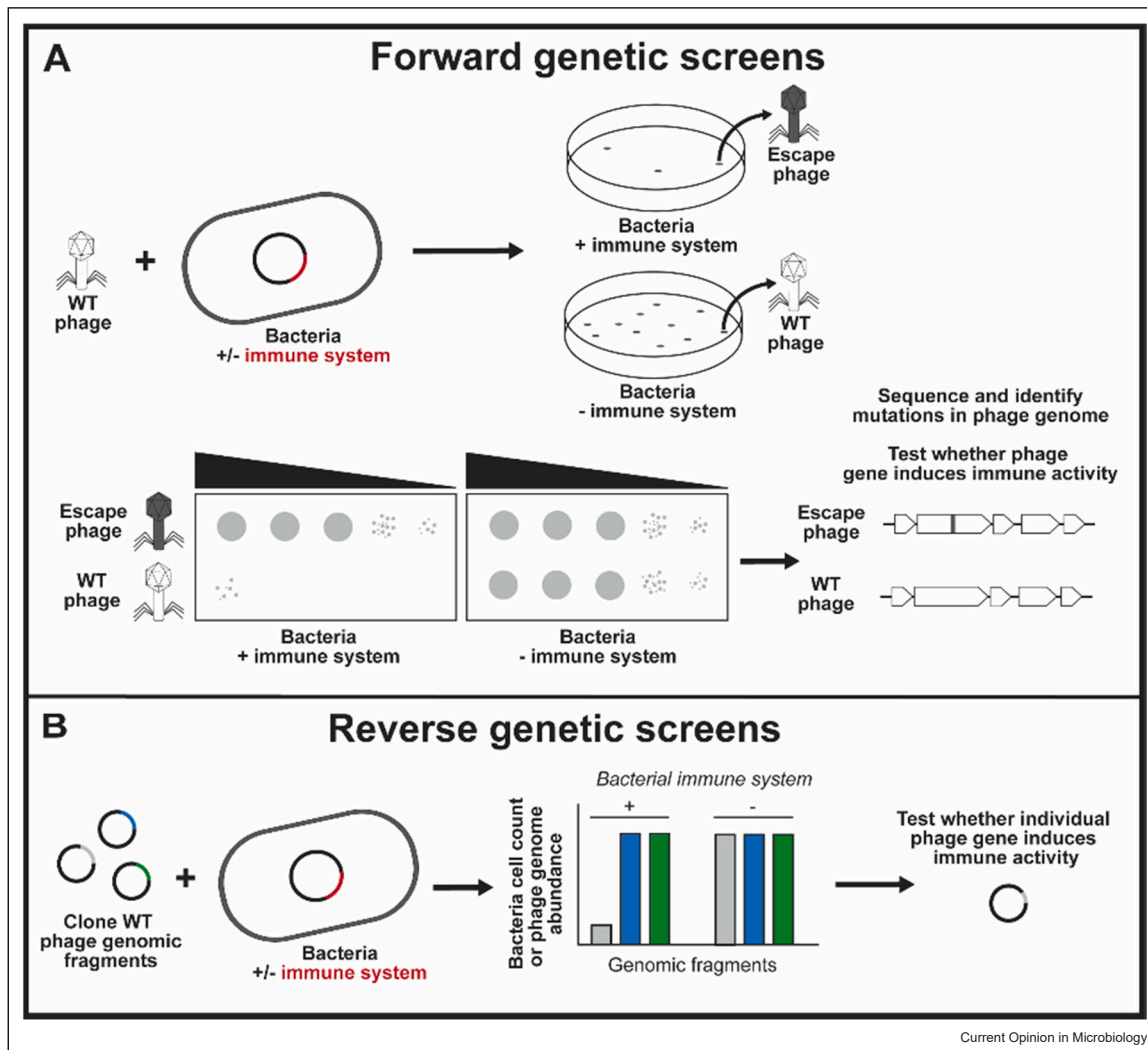 A
Forward genetic screens
Escape
phage
Bacteria
+ immune system
WT
phage
+
Bacteria
+/- immune system
WT
phage
Bacteria
- immune system
Sequence and identify
mutations in phage genome
Test whether phage
gene induces immune activity
Escape
phage
WT
phage
Bacteria
+ immune system
Bacteria
- immune system
Escape
phage
WT
phage
B
Reverse genetic screens
Clone WT
phage genomic
fragments
+
Bacteria
+/- immune system
Bacterial immune system
+
-
Bacteria cell count
or phage genome
abundance
Genomic fragments
Test whether individual
phage gene induces
immune activity
Current Opinion in Microbiology